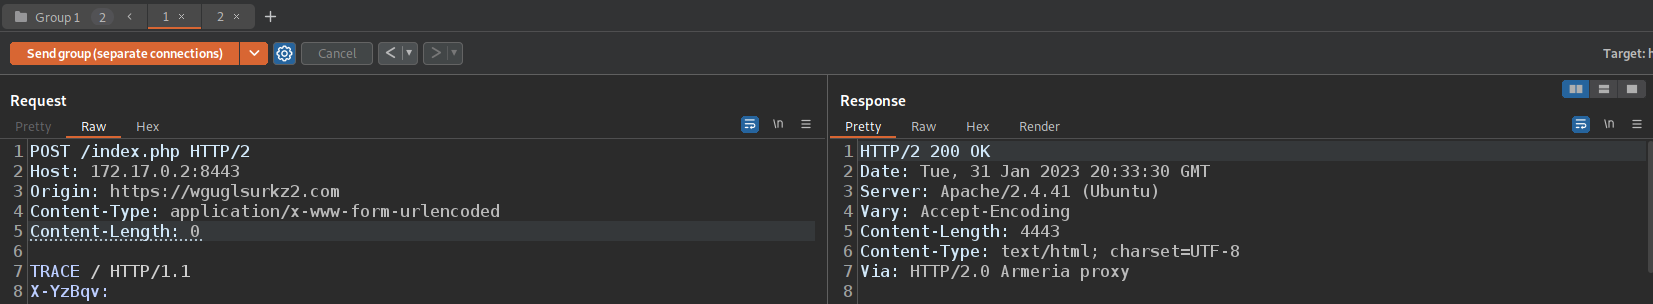 Group 1 2 < 1 × 2 × +
Send group (separate connections) Cancel < > Target: h
Request
Pretty Raw Hex \n
1 POST /index.php HTTP/2
2 Host: 172.17.0.2:8443
3 Origin: https://wguglsurkz2.com
4 Content-Type: application/x-www-form-urlencoded
5 Content-Length: 0
6
7 TRACE / HTTP/1.1
8 X-YzBqv:
Response
Pretty Raw Hex Render \n
1 HTTP/2 200 OK
2 Date: Tue, 31 Jan 2023 20:33:30 GMT
3 Server: Apache/2.4.41 (Ubuntu)
4 Vary: Accept-Encoding
5 Content-Length: 4443
6 Content-Type: text/html; charset=UTF-8
7 Via: HTTP/2.0 Armeria proxy
8